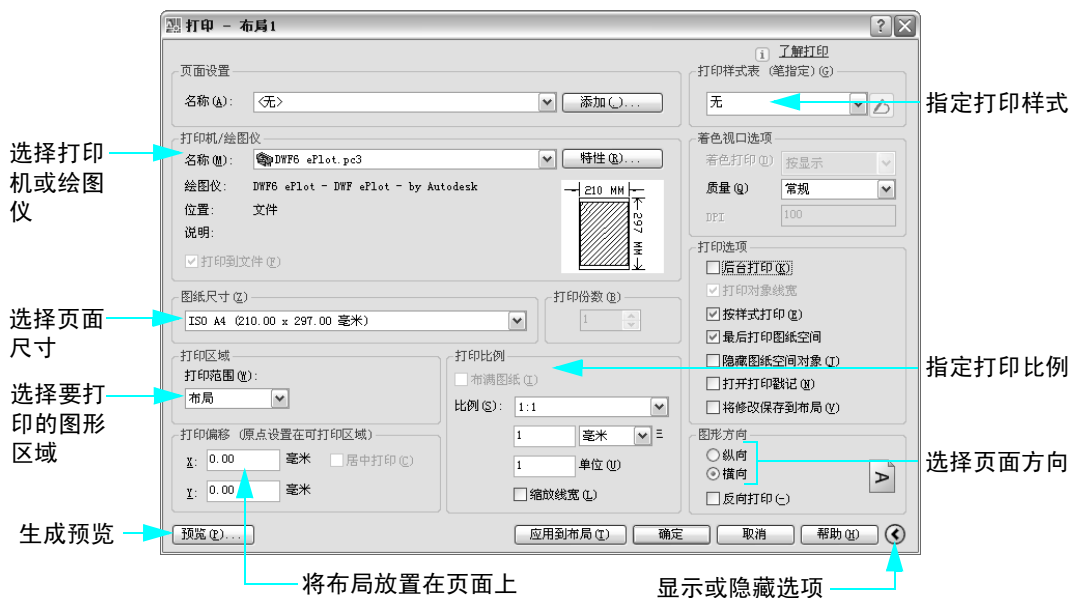 打印 - 布局1
了解打印
页面设置
名称(A): <无> 添加(.)...
打印样式表 (笔指定)(G)
无
指定打印样式
选择打印
机或绘图
仪
打印机/绘图仪
名称(M): DWF6 ePlot.pc3 特性(R)...
绘图仪: DWF6 ePlot - DWF ePlot - by Autodesk
位置: 文件
说明:
打印到文件(F)
210 MM
297 MM
着色视口选项
着色打印(D) 按显示
质量(Q) 常规
DPI 100
选择页面
尺寸
图纸尺寸(Z)
ISO A4 (210.00 x 297.00 毫米)
打印份数(B)
1
打印选项
后台打印(K)
打印对象线宽
按样式打印(E)
最后打印图纸空间
隐藏图纸空间对象(J)
打开打印戳记(N)
将修改保存到布局(V)
选择要打
印的图形
区域
打印区域
打印范围(W):
布局
打印比例
布满图纸(I)
比例(S): 1:1
1 毫米 =
1 单位(U)
缩放线宽(L)
指定打印比例
打印偏移 (原点设置在可打印区域)
X: 0.00 毫米 居中打印(C)
Y: 0.00 毫米
图形方向
纵向
横向
反向打印(-)
A
选择页面方向
生成预览
预览(P)... 应用到布局(T) 确定 取消 帮助(H)
将布局放置在页面上
显示或隐藏选项